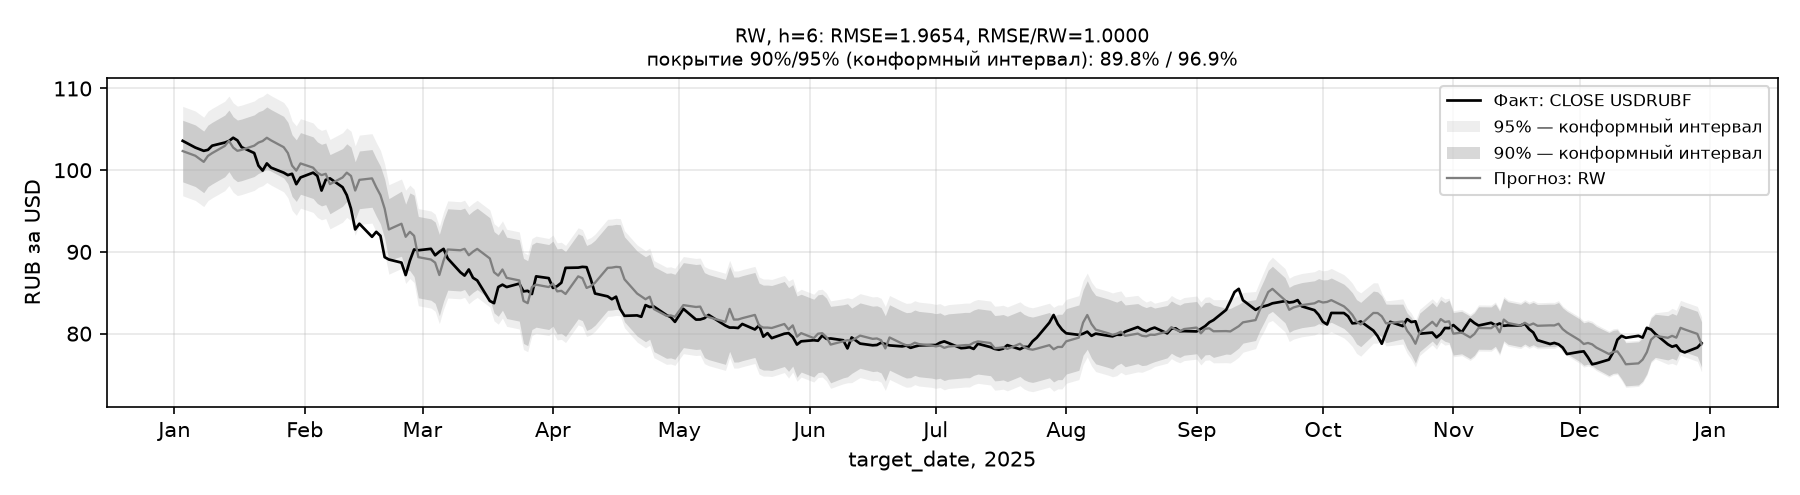 RW, h=6: RMSE=1.9654, RMSE/RW=1.0000
покрытие 90%/95% (конформный интервал): 89.8% / 96.9%
110
100
90
80
RUB за USD
Факт: CLOSE USDRUBF
95% — конформный интервал
90% — конформный интервал
Прогноз: RW
Jan Feb Mar Apr May Jun Jul Aug Sep Oct Nov Dec Jan
target_date, 2025